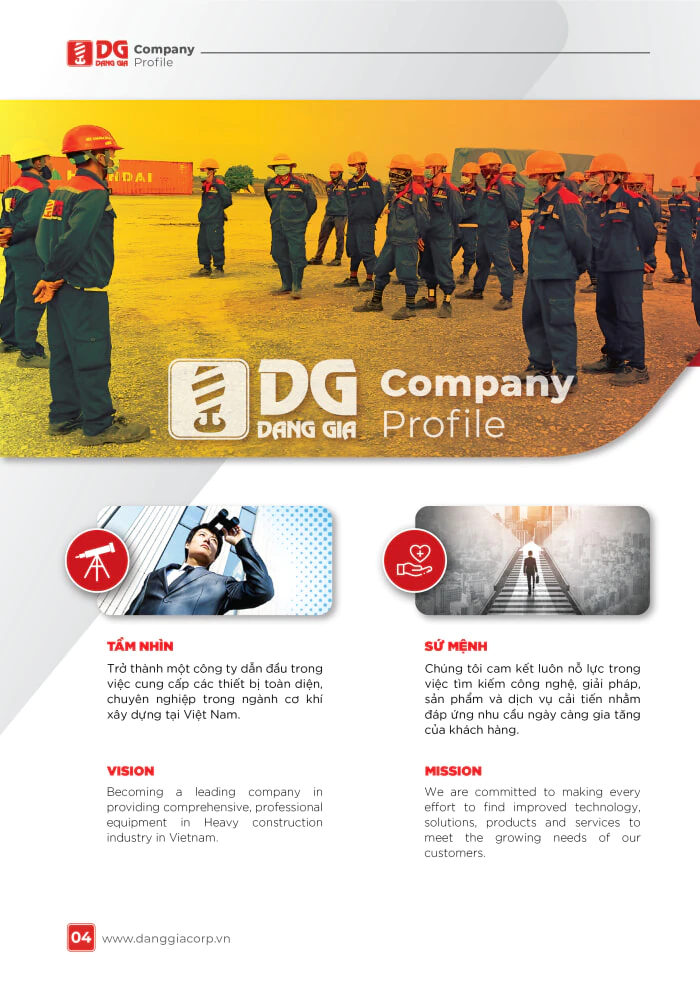 DG
DANG GIA
Company
Profile
HYUNDAI
DG
DANG GIA
Company
Profile
TẦM NHÌN
Trở thành một công ty dẫn đầu trong
việc cung cấp các thiết bị toàn diện,
chuyên nghiệp trong ngành cơ khí
xây dựng tại Việt Nam.
VISION
Becoming a leading company in
providing comprehensive, professional
equipment in Heavy construction
industry in Vietnam.
SỨ MỆNH
Chúng tôi cam kết luôn nỗ lực trong
việc tìm kiếm công nghệ, giải pháp,
sản phẩm và dịch vụ cải tiến nhằm
đáp ứng nhu cầu ngày càng gia tăng
của khách hàng.
MISSION
We are committed to making every
effort to find improved technology,
solutions, products and services to
meet the growing needs of our
customers.
04 www.danggiacorp.vn